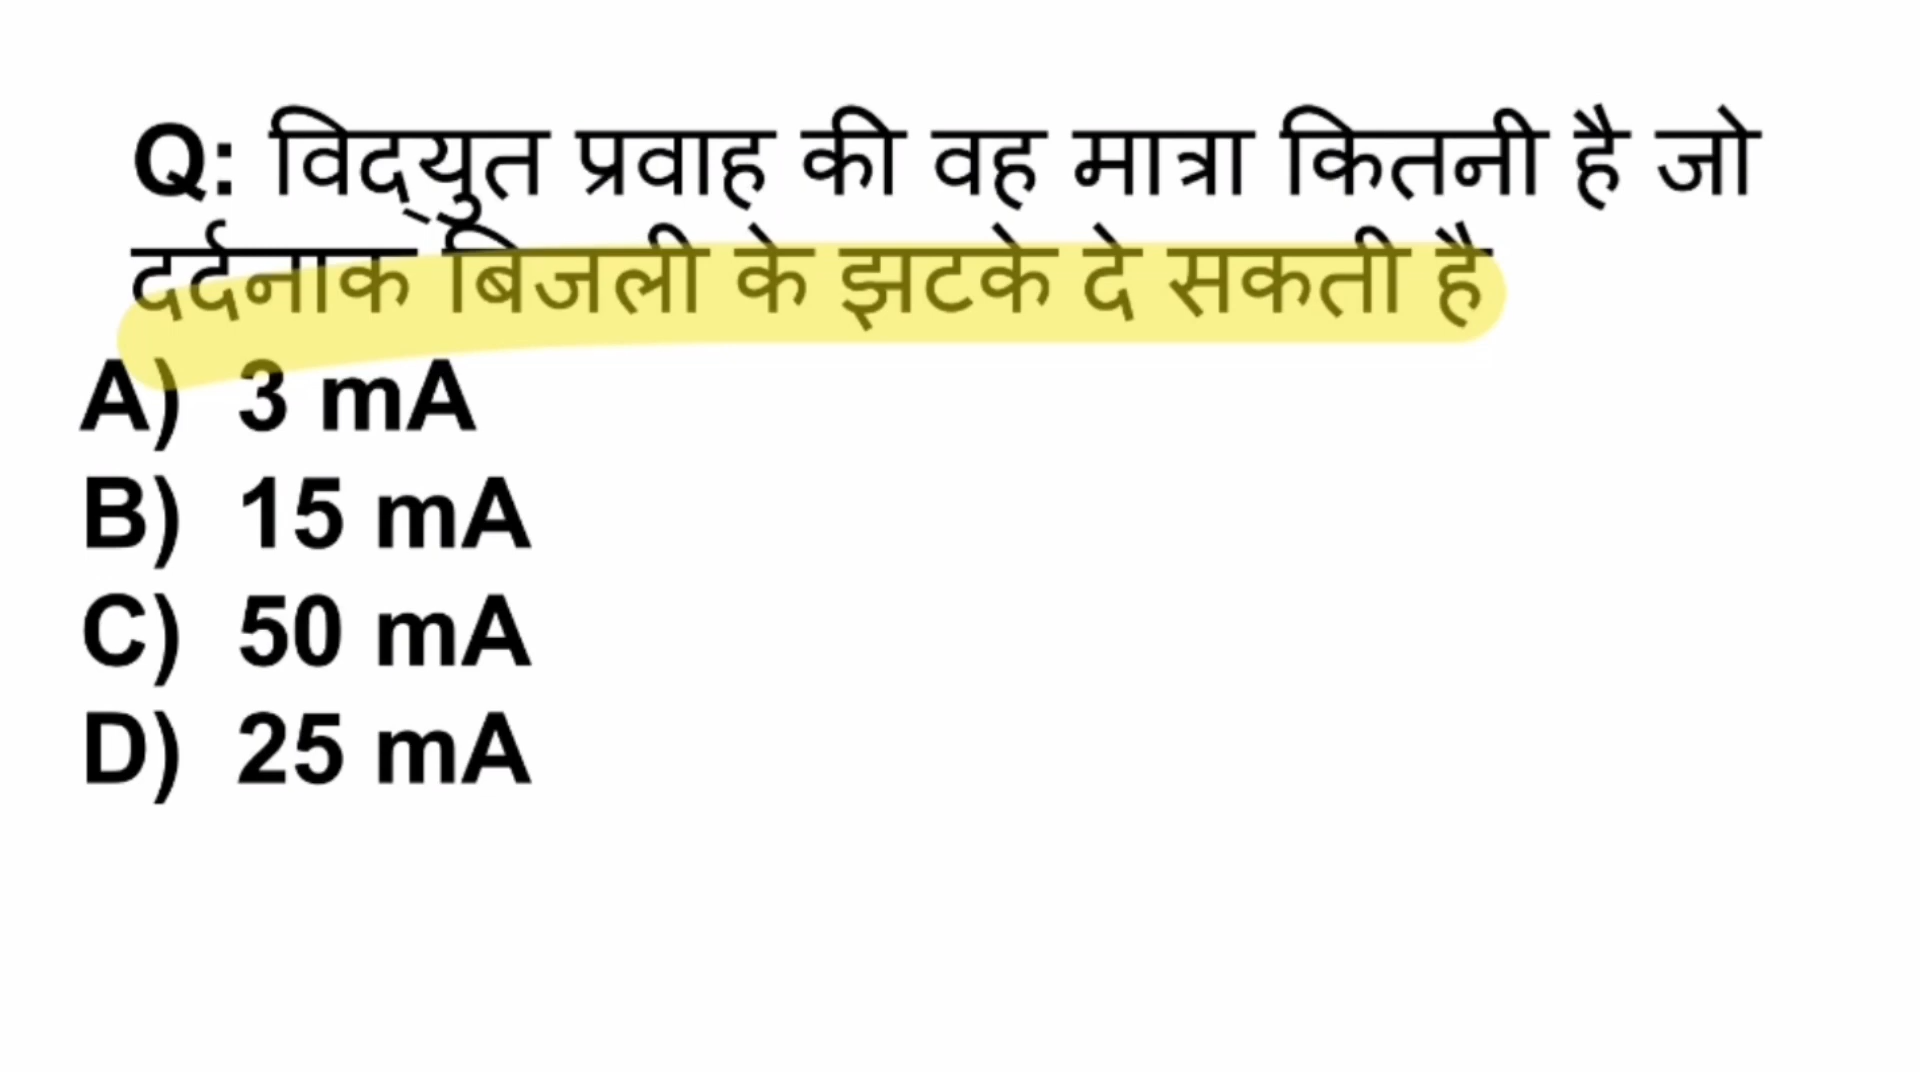 Q: विद्युत प्रवाह की वह मात्रा कितनी है जो
दर्दनाक बिजली के झटके दे सकती है
A) 3 mA
B) 15 mA
C) 50 mA
D) 25 mA